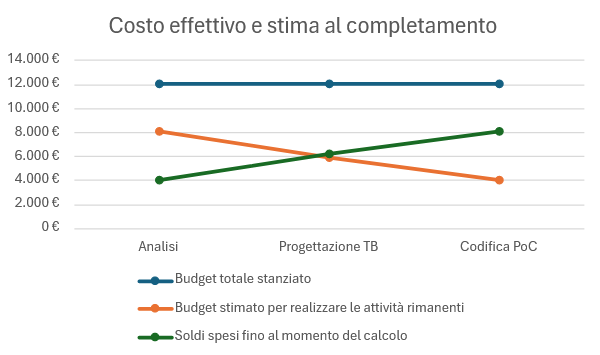 Costo effettivo e stima al completamento
14.000 €
12.000 €
10.000 €
8.000 €
6.000 €
4.000 €
2.000 €
0 €
Analisi Progettazione TB Codifica PoC
Budget totale stanziato
Budget stimato per realizzare le attività rimanenti
Soldi spesi fino al momento del calcolo